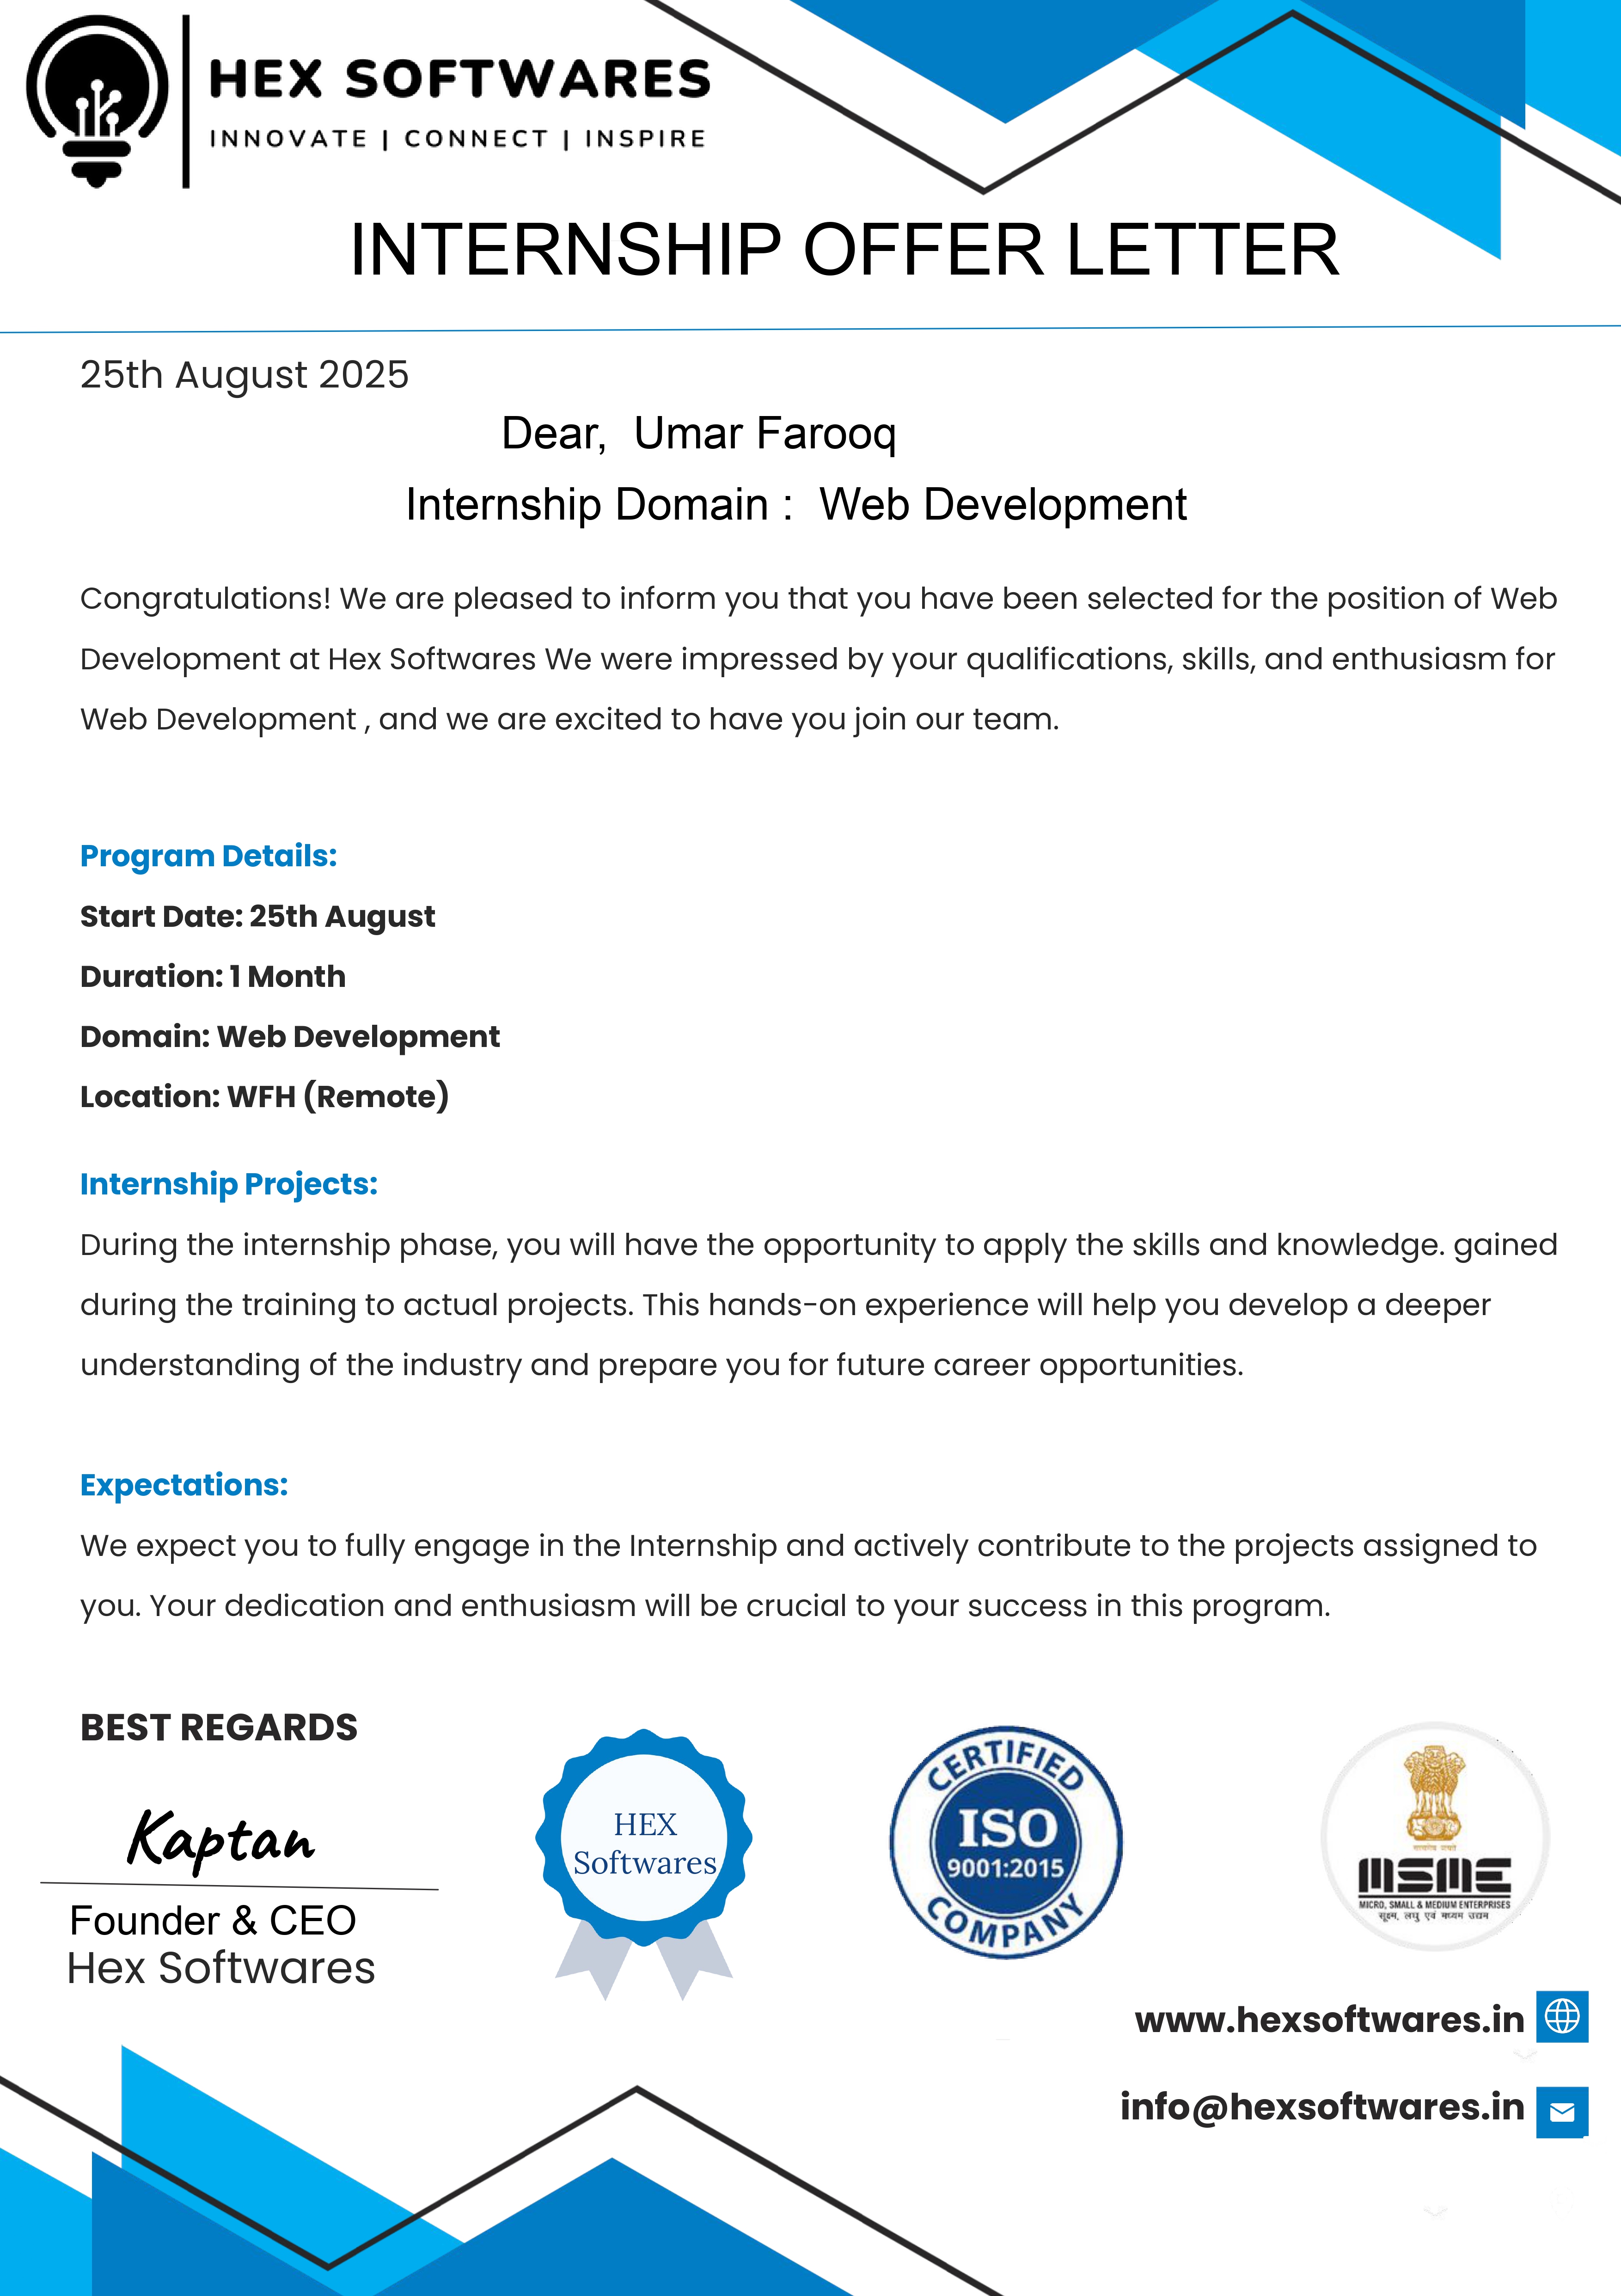 HEX SOFTWARES
INNOVATE | CONNECT | INSPIRE
INTERNSHIP OFFER LETTER
25th August 2025
Dear,  Umar Farooq
Internship Domain :  Web Development
Congratulations! We are pleased to inform you that you have been selected for the position of Web
Development at Hex Softwares We were impressed by your qualifications, skills, and enthusiasm for
Web Development , and we are excited to have you join our team.
Program Details:
Start Date: 25th August
Duration: 1 Month
Domain: Web Development
Location: WFH (Remote)
Internship Projects:
During the internship phase, you will have the opportunity to apply the skills and knowledge. gained
during the training to actual projects. This hands-on experience will help you develop a deeper
understanding of the industry and prepare you for future career opportunities.
Expectations:
We expect you to fully engage in the Internship and actively contribute to the projects assigned to
you. Your dedication and enthusiasm will be crucial to your success in this program.
BEST REGARDS
Kaptan
Founder & CEO
Hex Softwares
HEX
Softwares
CERTIFIED
ISO
9001:2015
COMPANY
MSME
MICRO, SMALL & MEDIUM ENTERPRISES
सूक्ष्म, लघु एवं मध्यम उद्यम
www.hexsoftwares.in
info@hexsoftwares.in